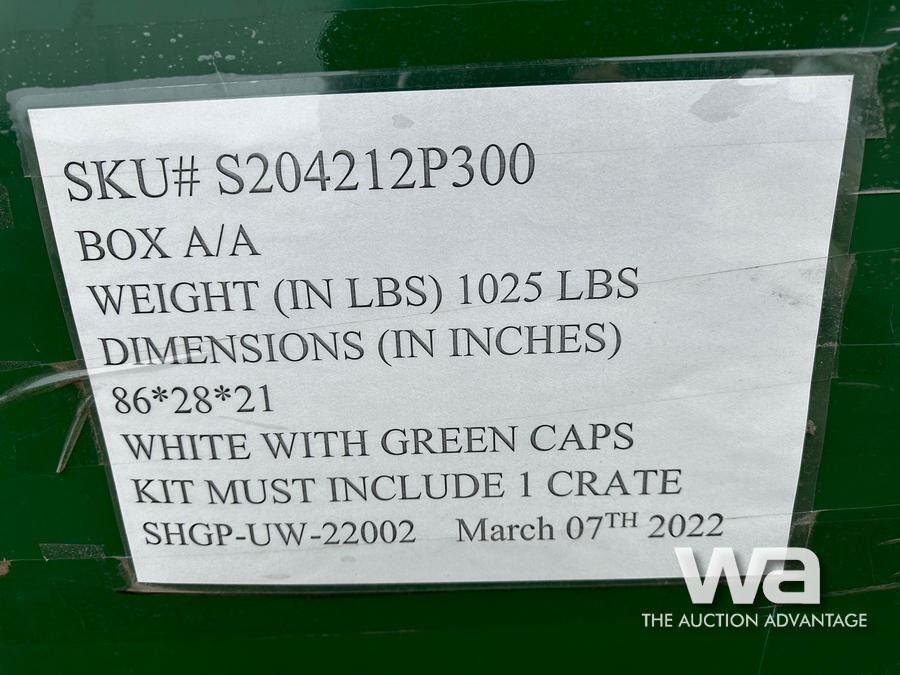 SKU# S204212P300
BOX A/A
WEIGHT (IN LBS) 1025 LBS
DIMENSIONS (IN INCHES)
86*28*21
WHITE WITH GREEN CAPS
KIT MUST INCLUDE 1 CRATE
SHGP-UW-22002 March 07TH 2022
wa
THE AUCTION ADVANTAGE